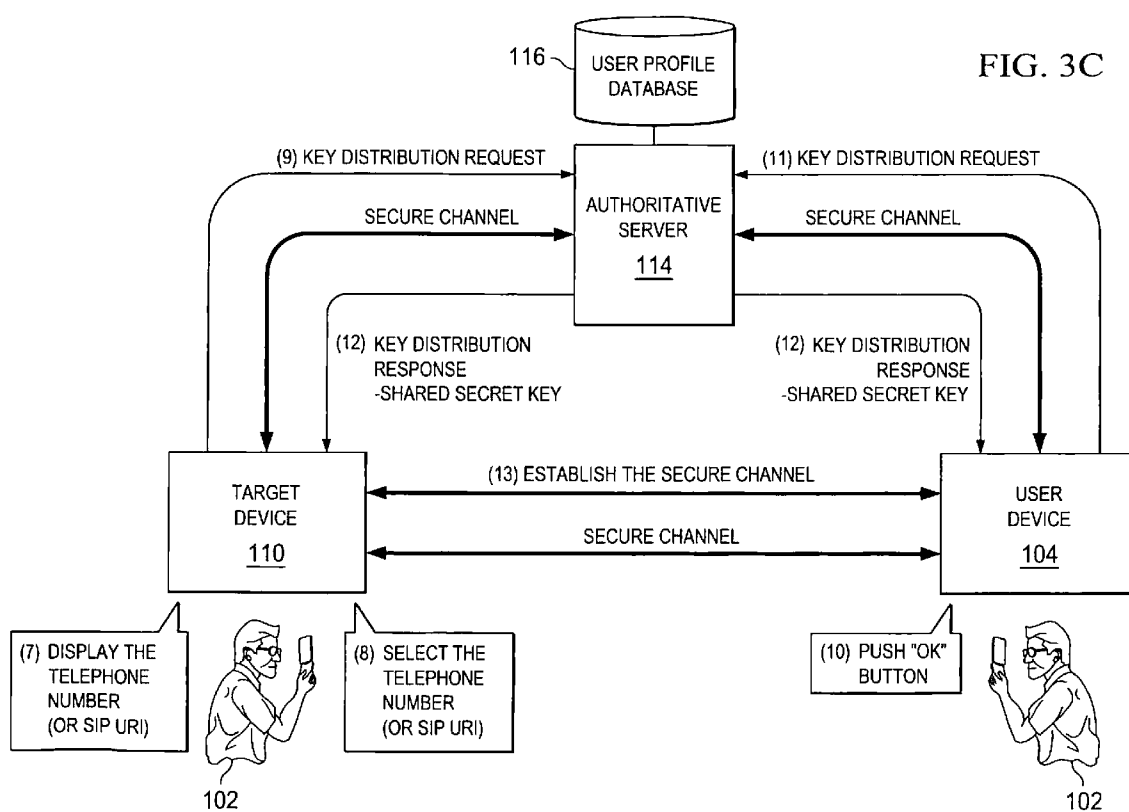 FIG. 3C
116
USER PROFILE
DATABASE
(9) KEY DISTRIBUTION REQUEST
(11) KEY DISTRIBUTION REQUEST
SECURE CHANNEL
AUTHORITATIVE
SERVER
114
SECURE CHANNEL
(12) KEY DISTRIBUTION
RESPONSE
-SHARED SECRET KEY
(12) KEY DISTRIBUTION
RESPONSE
-SHARED SECRET KEY
TARGET
DEVICE
110
(13) ESTABLISH THE SECURE CHANNEL
SECURE CHANNEL
USER
DEVICE
104
(7) DISPLAY THE
TELEPHONE
NUMBER
(OR SIP URI)
(8) SELECT THE
TELEPHONE
NUMBER
(OR SIP URI)
(10) PUSH "OK"
BUTTON
102
102